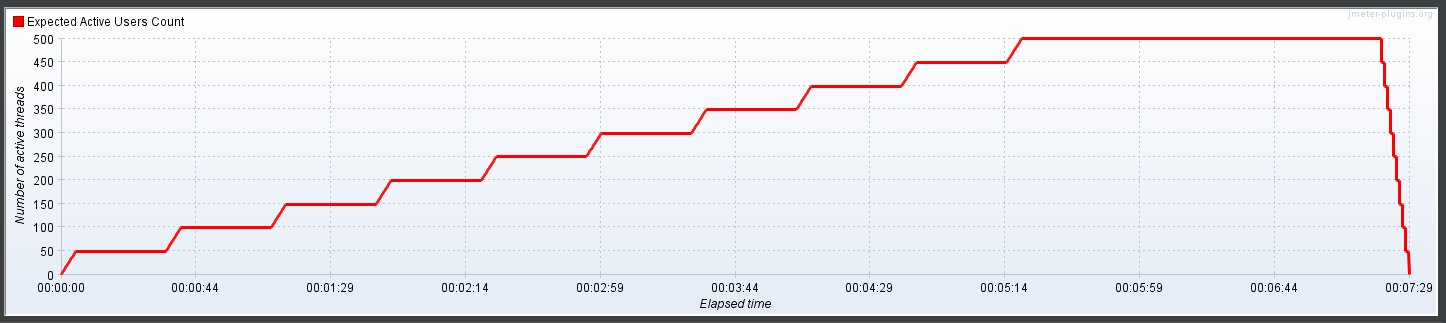 jmeter-plugins.org
Expected Active Users Count
Number of active threads
500
450
400
350
300
250
200
150
100
50
0
00:00:00 00:00:44 00:01:29 00:02:14 00:02:59 00:03:44 00:04:29 00:05:14 00:05:59 00:06:44 00:07:29
Elapsed time